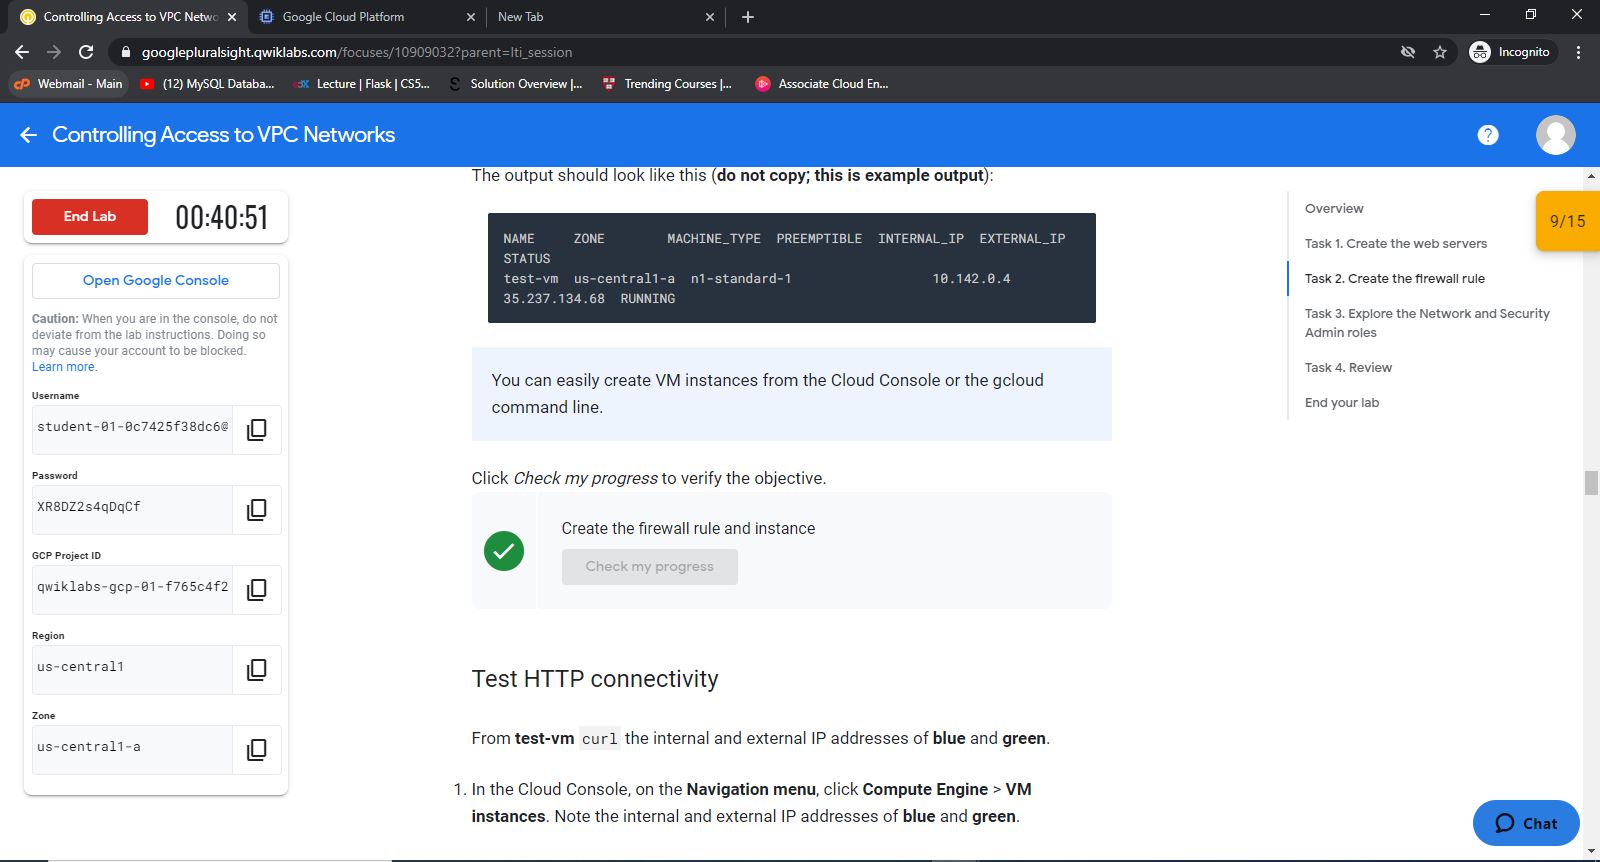 Controlling Access to VPC Netwo
Google Cloud Platform
New Tab
googlepluralsight.qwiklabs.com/focuses/10909032?parent=lti_session
Incognito
Webmail - Main
(12) MySQL Databa...
Lecture | Flask | CS5...
Solution Overview |...
Trending Courses |...
Associate Cloud En...
Controlling Access to VPC Networks
End Lab
00:40:51
Open Google Console
Caution: When you are in the console, do not
deviate from the lab instructions. Doing so
may cause your account to be blocked.
Learn more.
Username
student-01-0c7425f38dc6@
Password
XR8DZ2s4qDqCf
GCP Project ID
qwiklabs-gcp-01-f765c4f2
Region
us-central1
Zone
us-central1-a
The output should look like this (do not copy; this is example output):
NAME ZONE MACHINE_TYPE PREEMPTIBLE INTERNAL_IP EXTERNAL_IP
STATUS
test-vm us-central1-a n1-standard-1 10.142.0.4
35.237.134.68 RUNNING
You can easily create VM instances from the Cloud Console or the gcloud
command line.
Click Check my progress to verify the objective.
Create the firewall rule and instance
Check my progress
Test HTTP connectivity
From test-vm curl the internal and external IP addresses of blue and green.
1. In the Cloud Console, on the Navigation menu, click Compute Engine > VM
instances. Note the internal and external IP addresses of blue and green.
Overview
Task 1. Create the web servers
Task 2. Create the firewall rule
Task 3. Explore the Network and Security
Admin roles
Task 4. Review
End your lab
9/15
Chat